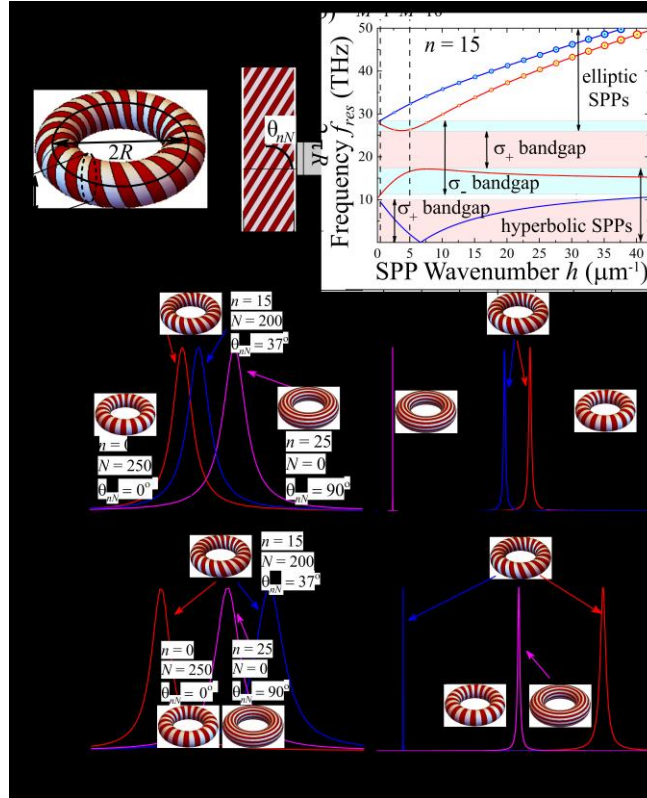 n = 15
50
40
30
20
10
0
Frequency f_res (THz)
elliptic
SPPs
σ+ bandgap
σ- bandgap
σ+ bandgap
hyperbolic SPPs
0 5 10 15 20 25 30 35 40
SPP Wavenumber h (μm⁻¹)
2R
θnN
n = 15
N = 200
θnN = 37°
N = 250
θnN = 0°
n = 25
N = 0
θnN = 90°
n = 15
N = 200
θnN = 37°
n = 0
N = 250
θnN = 0°
n = 25
N = 0
θnN = 90°